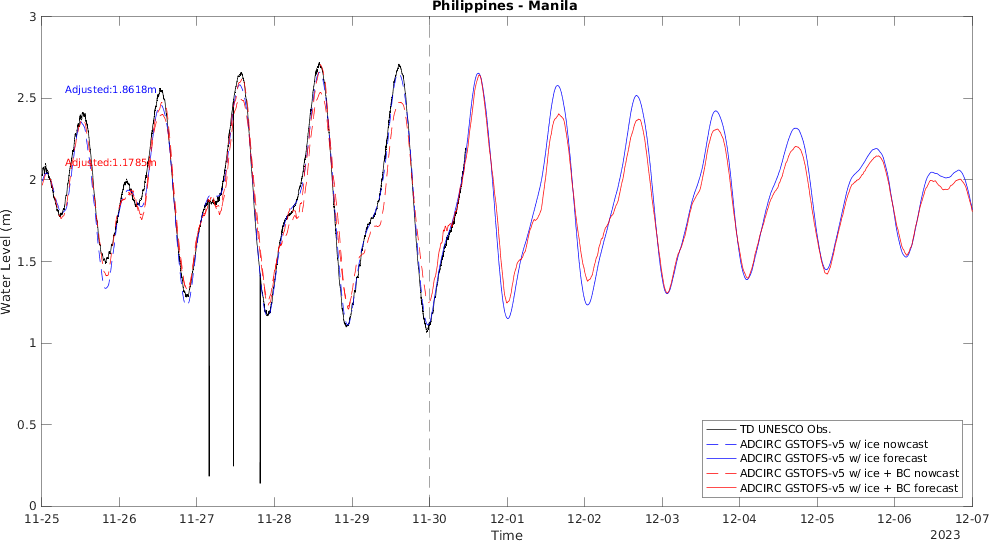 Philippines - Manila
3
2.5
2
1.5
1
0.5
0
Water Level (m)
Adjusted:1.8618m
Adjusted:1.1785m
TD UNESCO Obs.
ADCIRC GSTOFS-v5 w/ ice nowcast
ADCIRC GSTOFS-v5 w/ ice forecast
ADCIRC GSTOFS-v5 w/ ice + BC nowcast
ADCIRC GSTOFS-v5 w/ ice + BC forecast
11-25 11-26 11-27 11-28 11-29 11-30 12-01 12-02 12-03 12-04 12-05 12-06 12-07
Time
2023